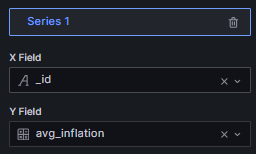 Series 1
X Field
_id
Y Field
avg_inflation